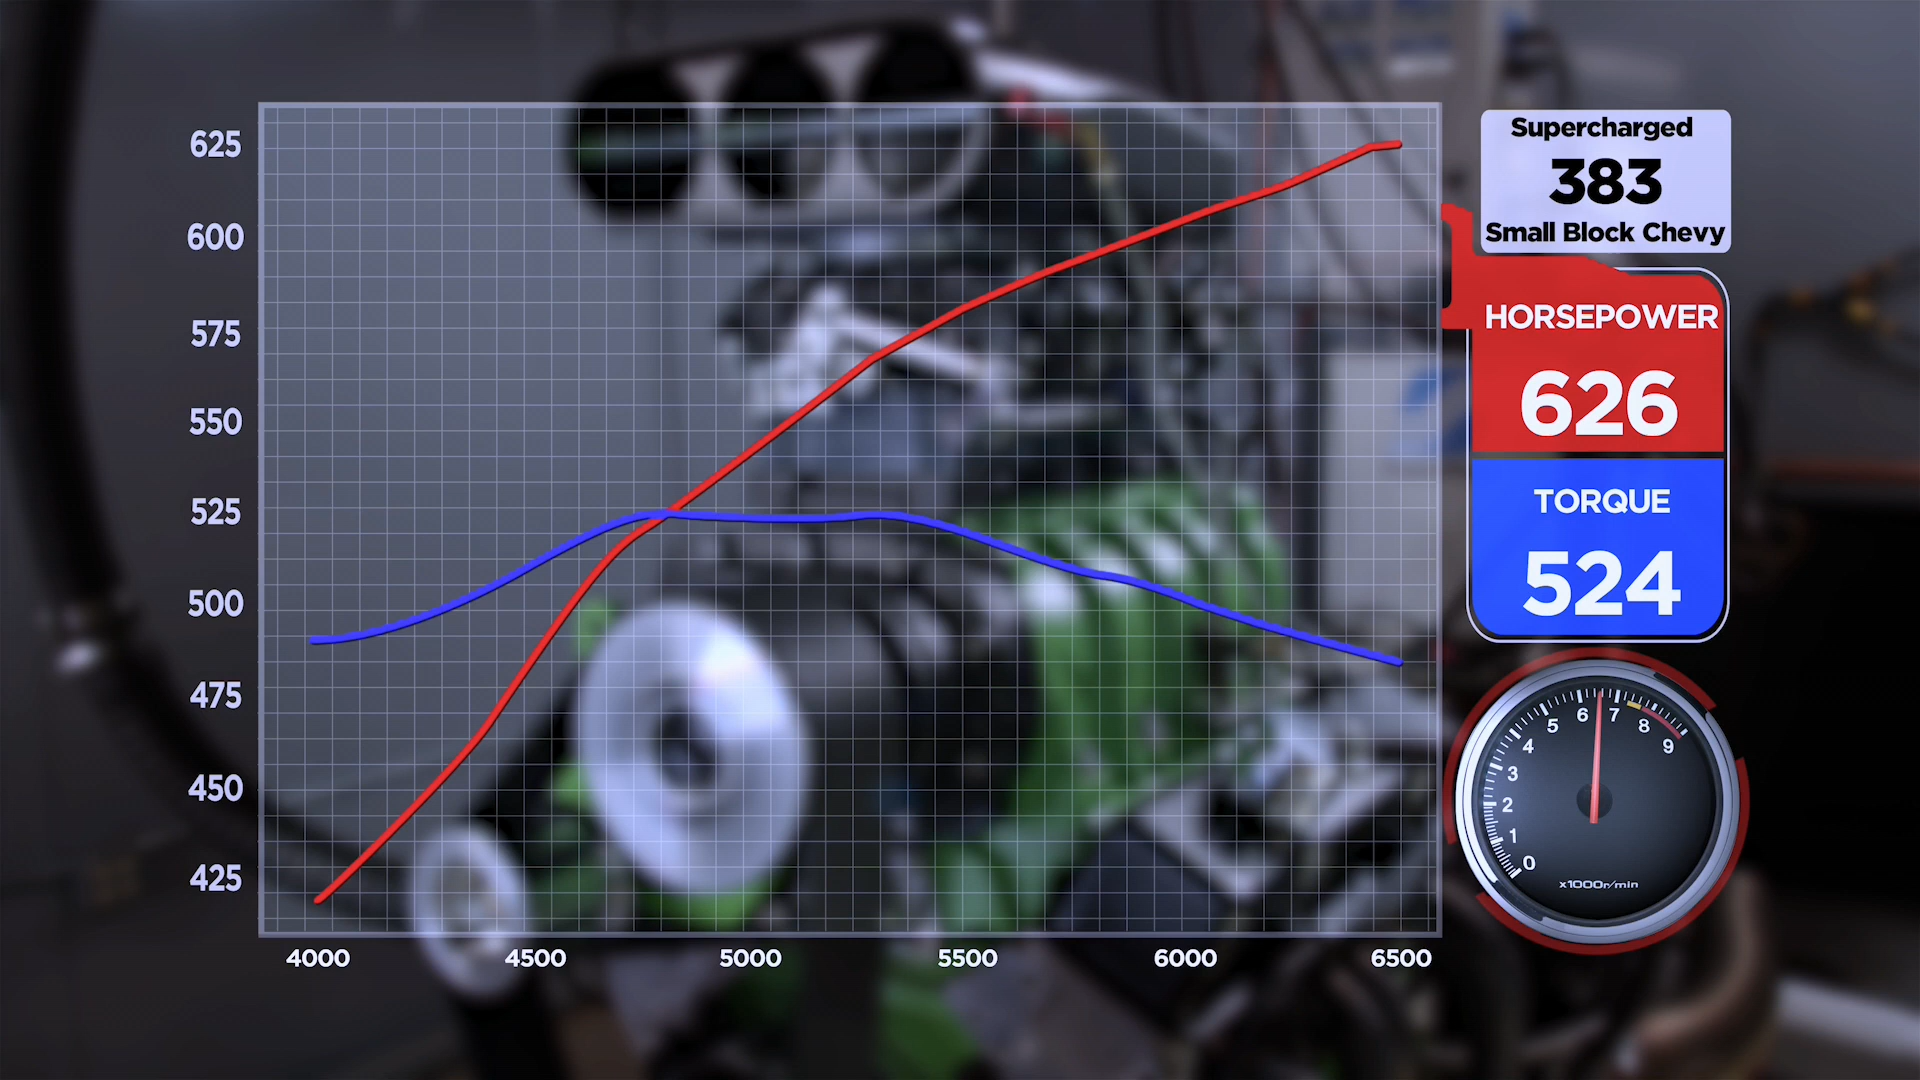 625
600
575
550
525
500
475
450
425
4000 4500 5000 5500 6000 6500
Supercharged
383
Small Block Chevy
HORSEPOWER
626
TORQUE
524
0 1 2 3 4 5 6 7 8 9
x1000r/min